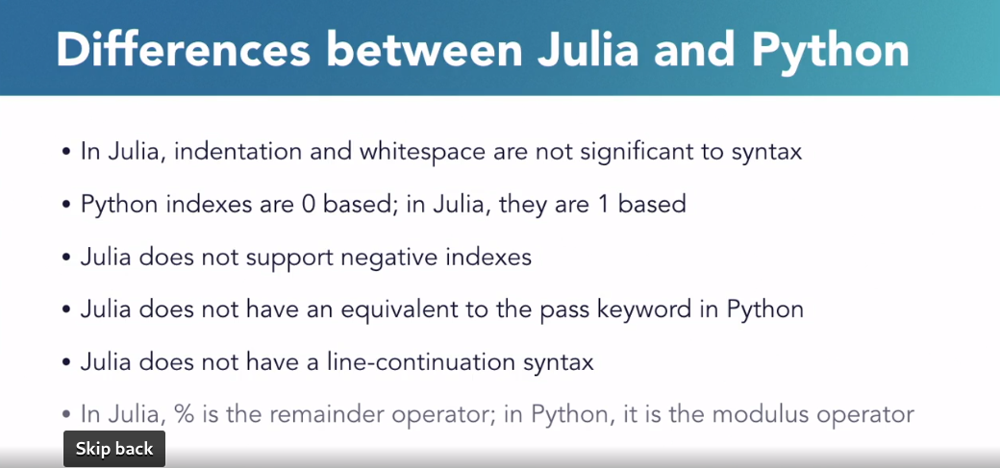 Differences between Julia and Python
• In Julia, indentation and whitespace are not significant to syntax
• Python indexes are 0 based; in Julia, they are 1 based
• Julia does not support negative indexes
• Julia does not have an equivalent to the pass keyword in Python
• Julia does not have a line-continuation syntax
• In Julia, % is the remainder operator; in Python, it is the modulus operator
Skip back